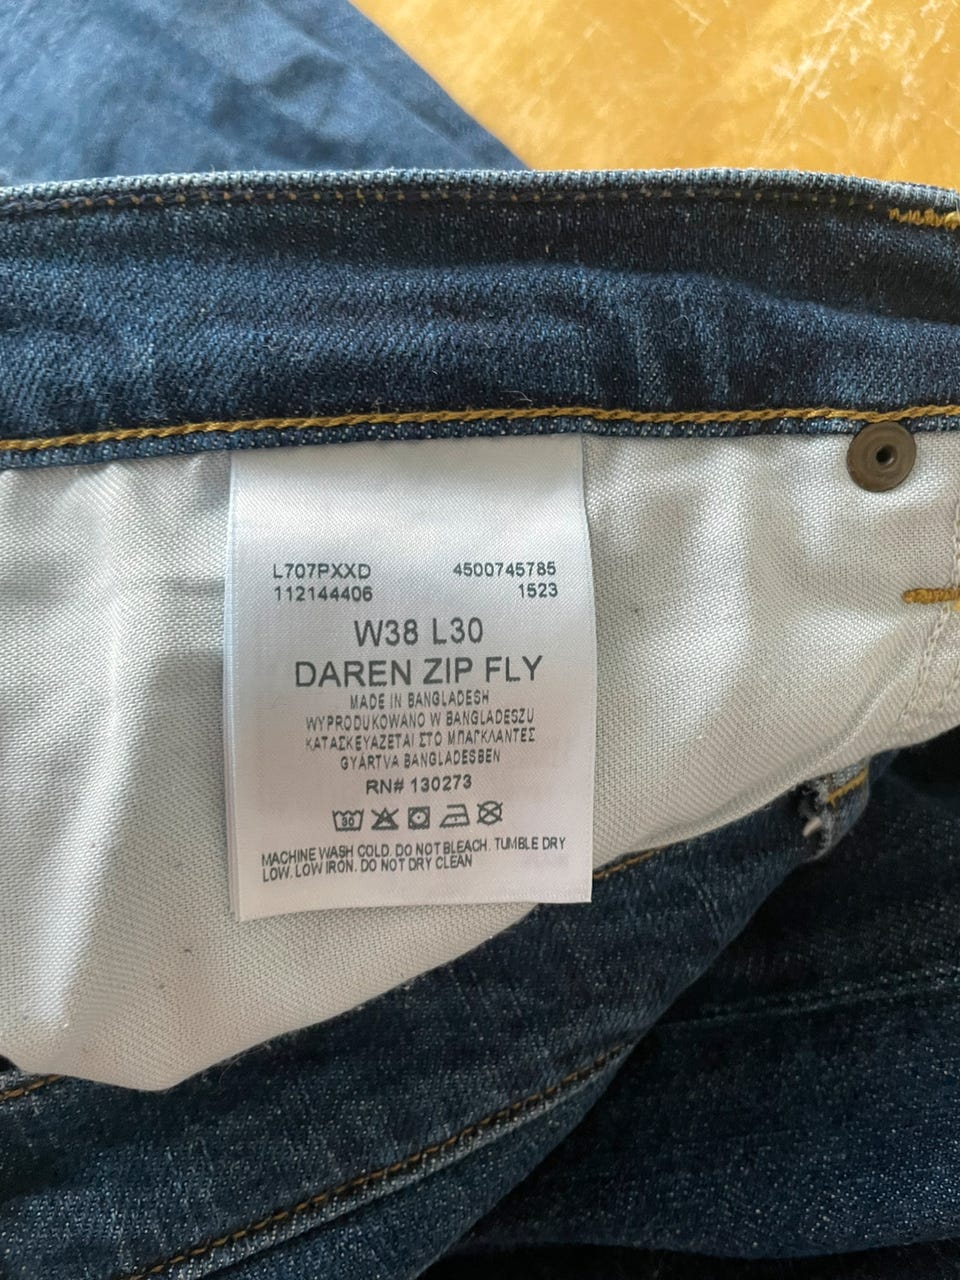 L707PXXD 4500745785
112144406 1523
W38 L30
DAREN ZIP FLY
MADE IN BANGLADESH
WYPRODUKOWANO W BANGLADESZU
ΚΑΤΑΣΚΕΥΑΖΕΤΑΙ ΣΤΟ ΜΠΑΓΚΛΑΝΤΕΣ
GYÁRTVA BANGLADESBEN
RN# 130273
30
MACHINE WASH COLD. DO NOT BLEACH. TUMBLE DRY
LOW. LOW IRON. DO NOT DRY CLEAN